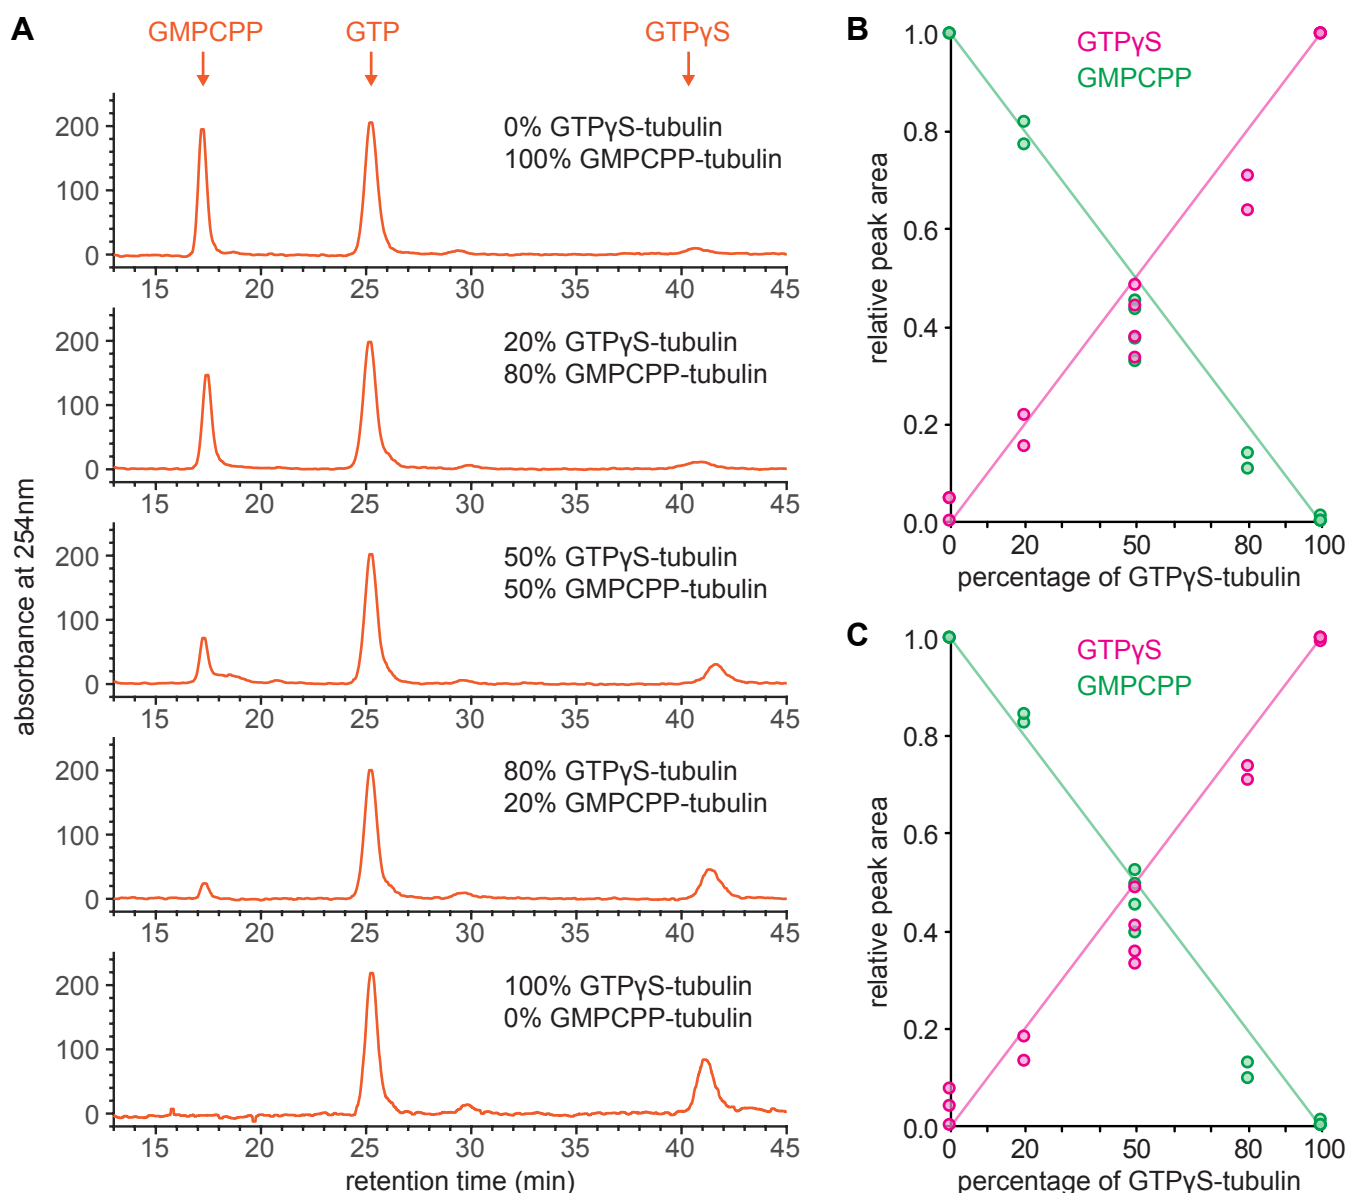 A
GMPCPP
GTP
GTPγS
absorbance at 254nm
200
100
0
0% GTPγS-tubulin
100% GMPCPP-tubulin
15 20 25 30 35 40 45
200
100
0
20% GTPγS-tubulin
80% GMPCPP-tubulin
15 20 25 30 35 40 45
200
100
0
50% GTPγS-tubulin
50% GMPCPP-tubulin
15 20 25 30 35 40 45
200
100
0
80% GTPγS-tubulin
20% GMPCPP-tubulin
15 20 25 30 35 40 45
200
100
0
100% GTPγS-tubulin
0% GMPCPP-tubulin
15 20 25 30 35 40 45
retention time (min)
B
GTPγS
GMPCPP
relative peak area
1.0
0.8
0.6
0.4
0.2
0.0
0 20 50 80 100
percentage of GTPγS-tubulin
C
GTPγS
GMPCPP
relative peak area
1.0
0.8
0.6
0.4
0.2
0.0
0 20 50 80 100
percentage of GTPγS-tubulin